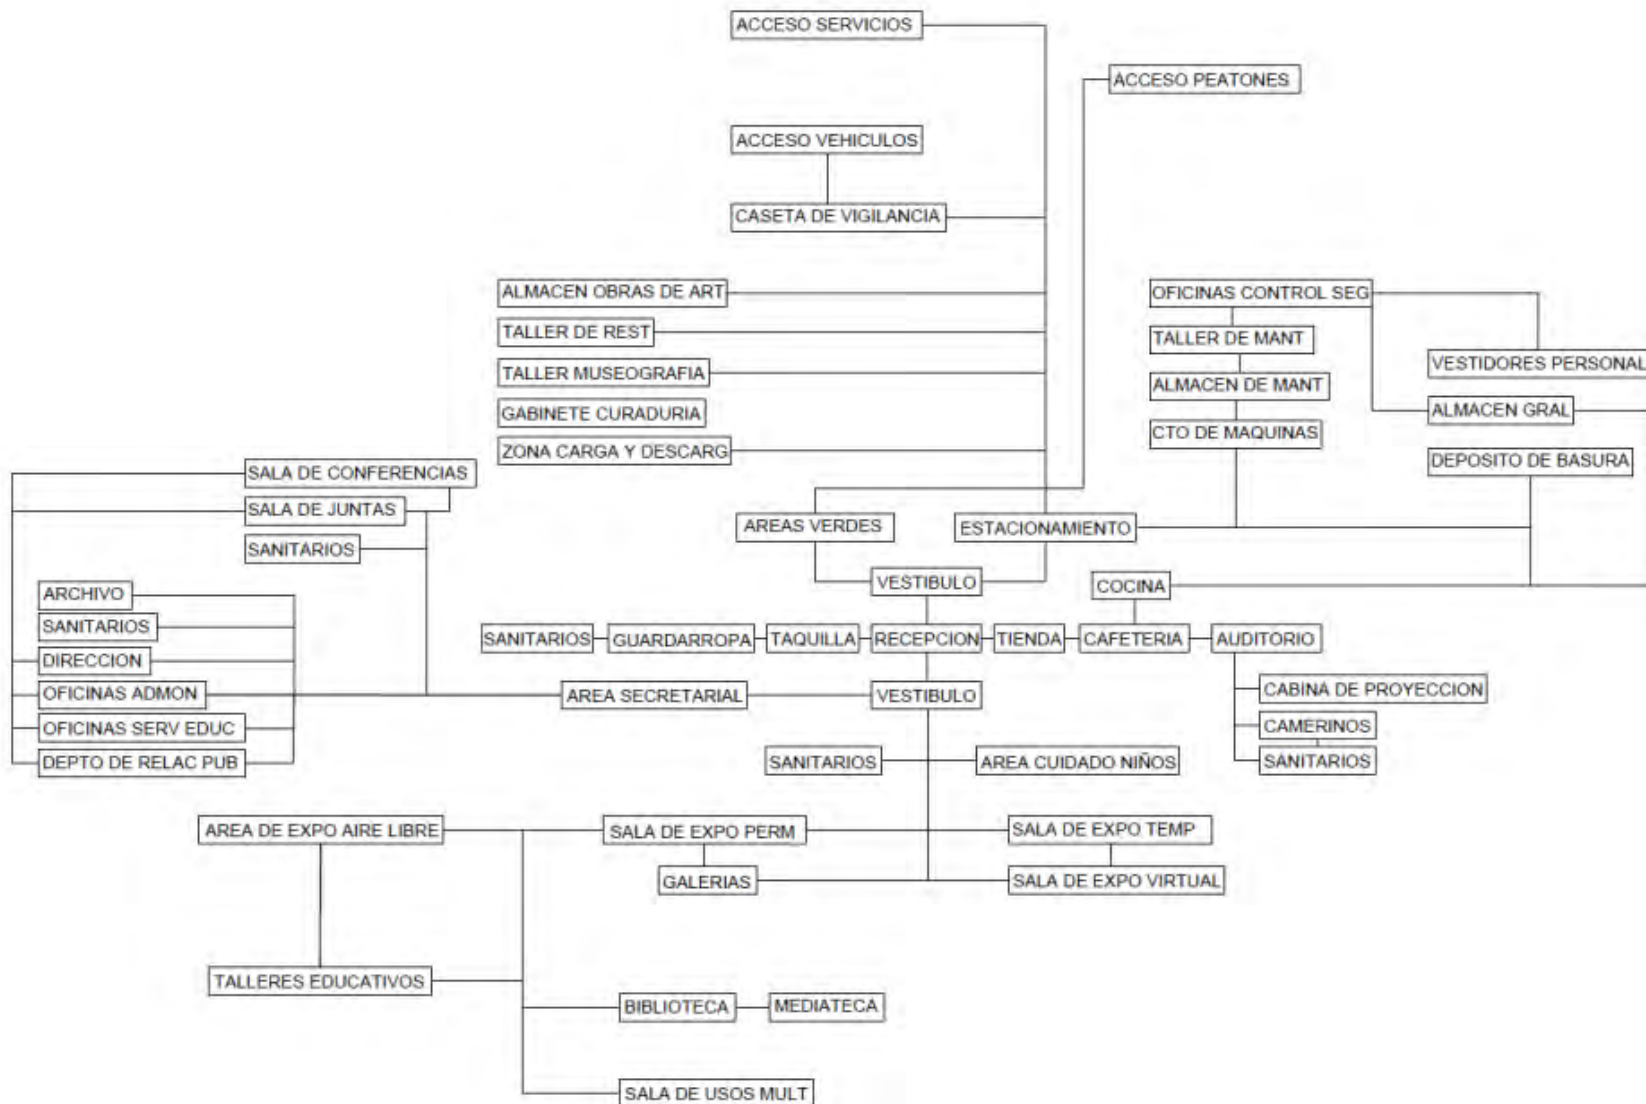 ACCESO SERVICIOS
ACCESO PEATONES
ACCESO VEHICULOS
CASETA DE VIGILANCIA
ALMACEN OBRAS DE ART
OFICINAS CONTROL SEG
TALLER DE REST
TALLER DE MANT
TALLER MUSEOGRAFIA
VESTIDORES PERSONAL
ALMACEN DE MANT
GABINETE CURADURIA
ALMACEN GRAL
CTO DE MAQUINAS
ZONA CARGA Y DESCARG
DEPOSITO DE BASURA
SALA DE CONFERENCIAS
SALA DE JUNTAS
AREAS VERDES
ESTACIONAMIENTO
SANITARIOS
VESTIBULO
COCINA
ARCHIVO
SANITARIOS
SANITARIOS
GUARDARROPA
TAQUILLA
RECEPCION
TIENDA
CAFETERIA
AUDITORIO
DIRECCION
OFICINAS ADMON
AREA SECRETARIAL
VESTIBULO
CABINA DE PROYECCION
OFICINAS SERV EDUC
CAMERINOS
DEPTO DE RELAC PUB
SANITARIOS
AREA CUIDADO NIÑOS
SANITARIOS
AREA DE EXPO AIRE LIBRE
SALA DE EXPO PERM
SALA DE EXPO TEMP
GALERIAS
SALA DE EXPO VIRTUAL
TALLERES EDUCATIVOS
BIBLIOTECA
MEDIATECA
SALA DE USOS MULT